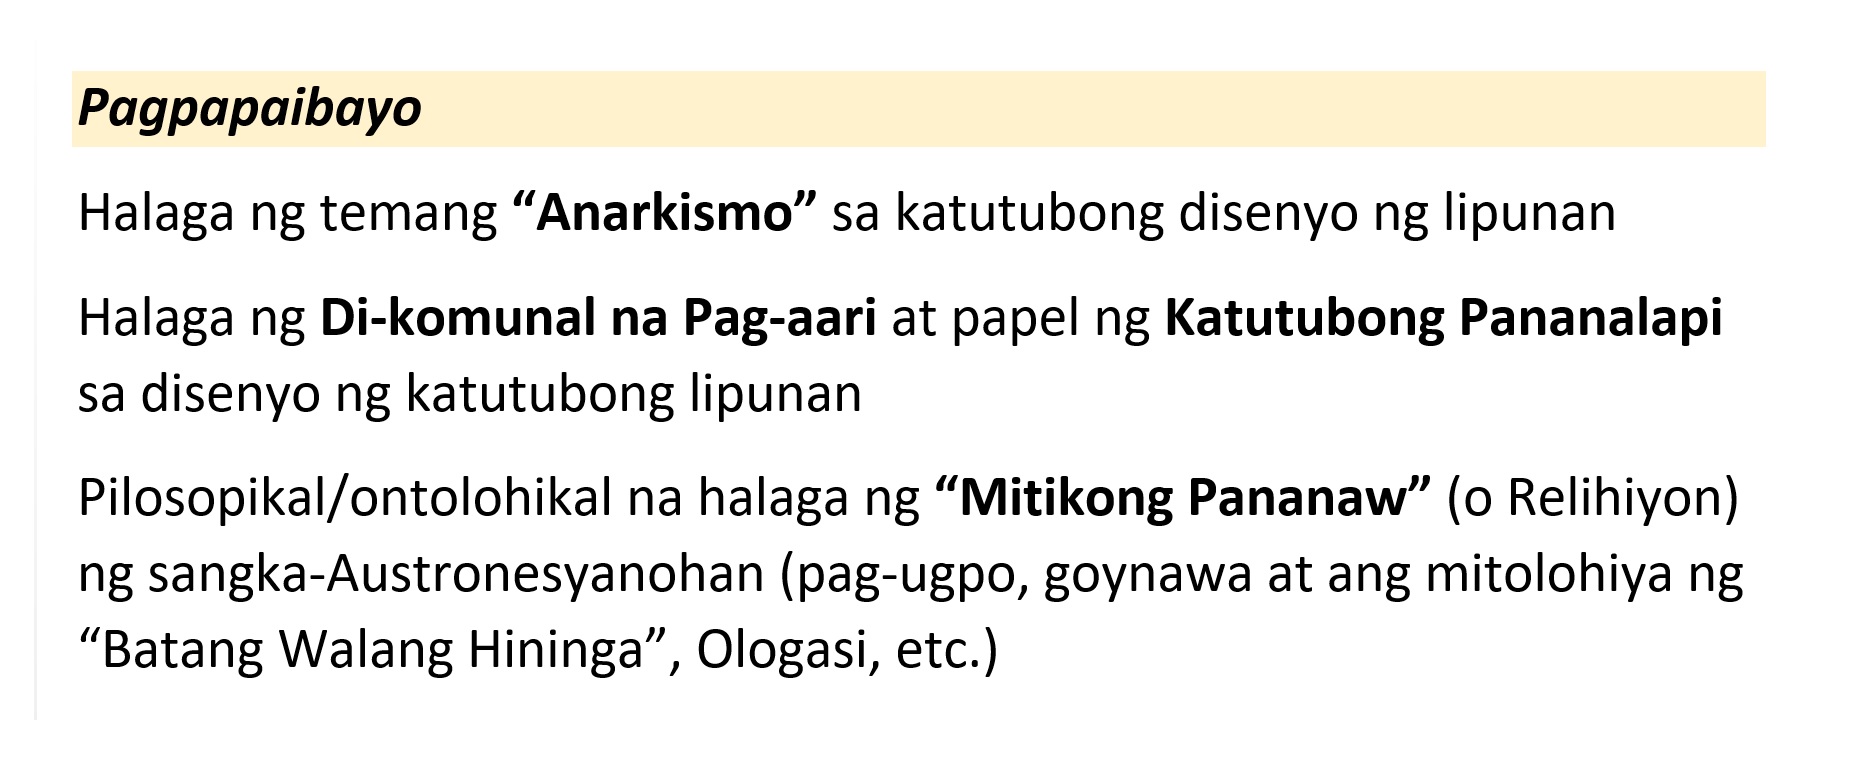 Pagpapaibayo
Halaga ng temang “Anarkismo” sa katutubong disenyo ng lipunan
Halaga ng Di-komunal na Pag-aari at papel ng Katutubong Pananalapi
sa disenyo ng katutubong lipunan
Pilosopikal/ontolohikal na halaga ng “Mitikong Pananaw” (o Relihiyon)
ng sangka-Austronesyanohan (pag-ugpo, goynawa at ang mitolohiya ng
“Batang Walang Hininga”, Ologasi, etc.)